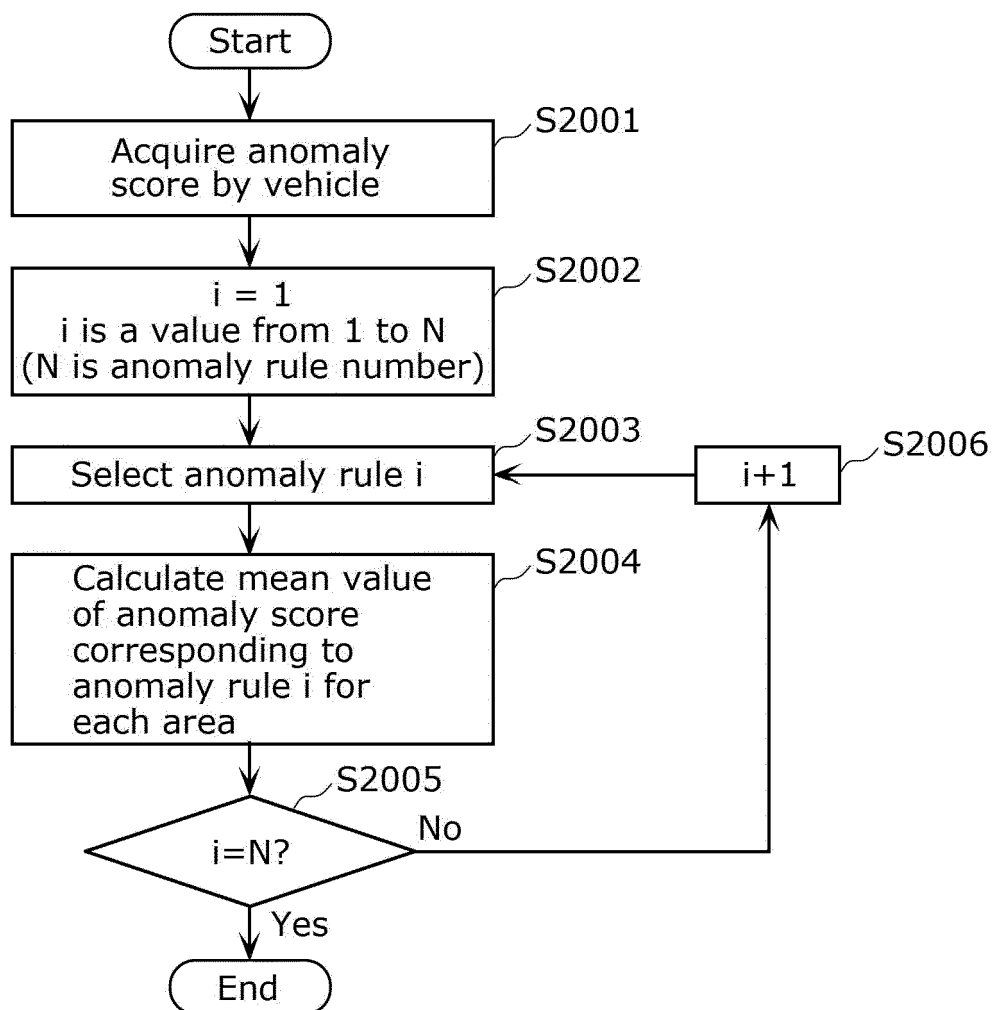 Start
S2001
Acquire anomaly
score by vehicle
S2002
i = 1
i is a value from 1 to N
(N is anomaly rule number)
S2003
Select anomaly rule i
S2006
i+1
S2004
Calculate mean value
of anomaly score
corresponding to
anomaly rule i for
each area
S2005
i=N?
No
Yes
End